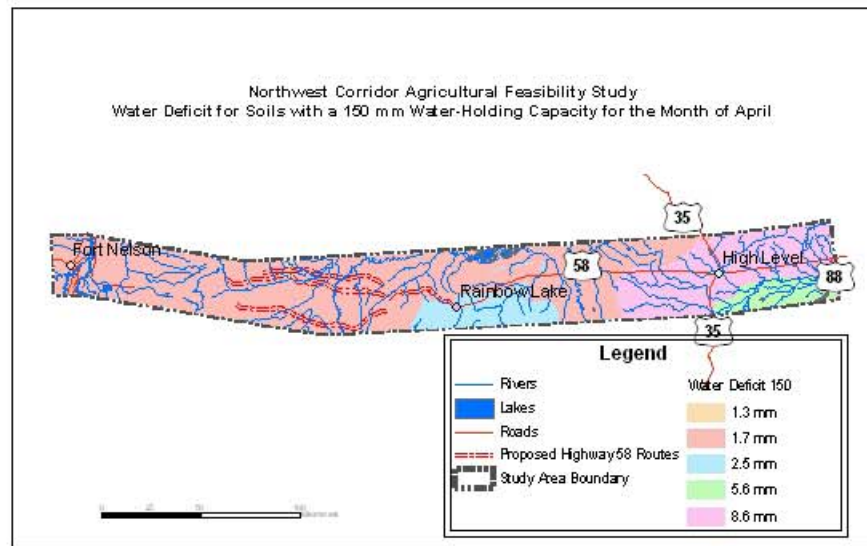 Northwest Corridor Agricultural Feasibility Study
Water Deficit for Soils with a 150 mm Water-Holding Capacity for the Month of April
35
Fort Nelson
58
High Level
88
Rainbow Lake
35
Legend
Rivers
Lakes
Roads
Proposed Highway 58 Routes
Study Area Boundary
Water Deficit 150
1.3 mm
1.7 mm
2.5 mm
5.6 mm
8.6 mm
0